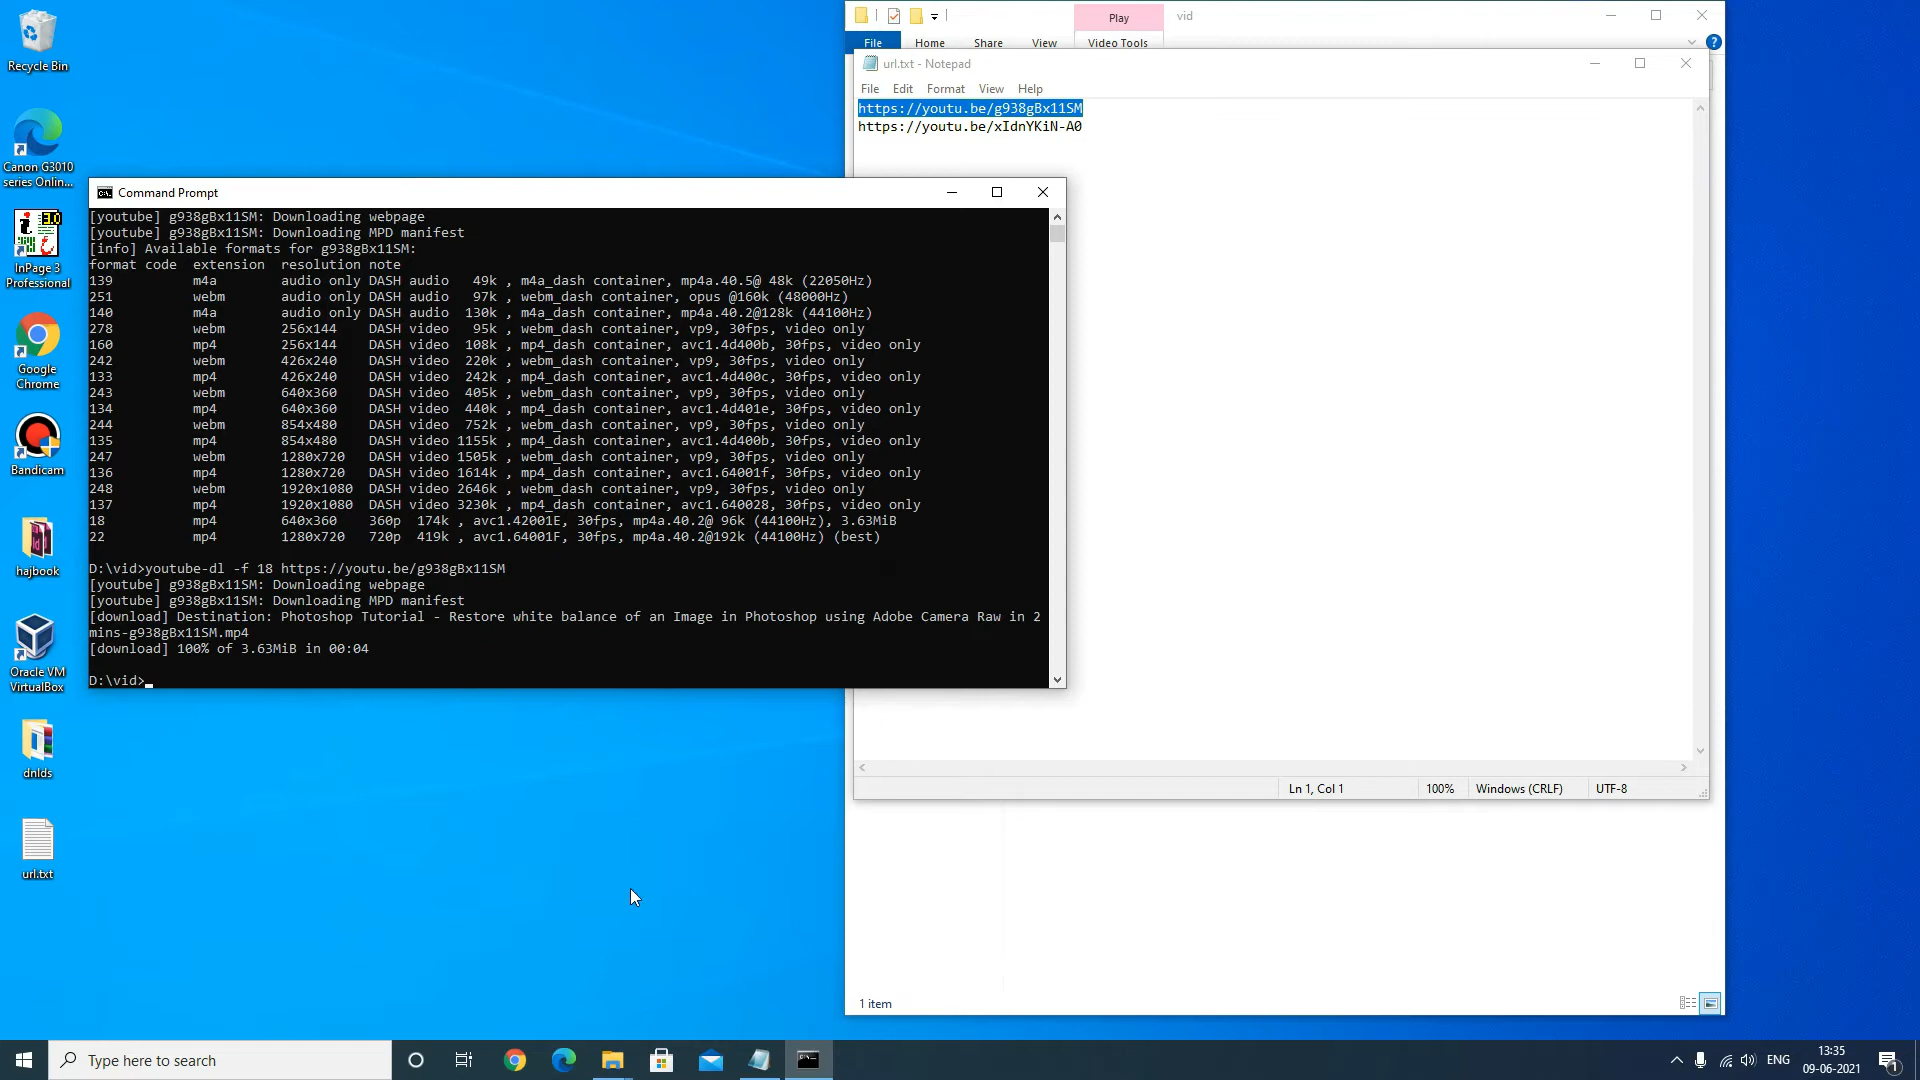 Recycle Bin
Canon G3010
series Onlin...
InPage 3
Professional
Google
Chrome
Bandicam
hajbook
Oracle VM
VirtualBox
dnlds
url.txt
Play
vid
File Home Share View Video Tools
url.txt - Notepad
File Edit Format View Help
https://youtu.be/g938gBx11SM
https://youtu.be/xIdnYKiN-A0
Ln 1, Col 1 100% Windows (CRLF) UTF-8
1 item
Command Prompt
[youtube] g938gBx11SM: Downloading webpage
[youtube] g938gBx11SM: Downloading MPD manifest
[info] Available formats for g938gBx11SM:
format code extension resolution note
139 m4a audio only DASH audio 49k , m4a_dash container, mp4a.40.5@ 48k (22050Hz)
251 webm audio only DASH audio 97k , webm_dash container, opus @160k (48000Hz)
140 m4a audio only DASH audio 130k , m4a_dash container, mp4a.40.2@128k (44100Hz)
278 webm 256x144 DASH video 95k , webm_dash container, vp9, 30fps, video only
160 mp4 256x144 DASH video 108k , mp4_dash container, avc1.4d400b, 30fps, video only
242 webm 426x240 DASH video 220k , webm_dash container, vp9, 30fps, video only
133 mp4 426x240 DASH video 242k , mp4_dash container, avc1.4d400c, 30fps, video only
243 webm 640x360 DASH video 405k , webm_dash container, vp9, 30fps, video only
134 mp4 640x360 DASH video 440k , mp4_dash container, avc1.4d401e, 30fps, video only
244 webm 854x480 DASH video 752k , webm_dash container, vp9, 30fps, video only
135 mp4 854x480 DASH video 1155k , mp4_dash container, avc1.4d400b, 30fps, video only
247 webm 1280x720 DASH video 1505k , webm_dash container, vp9, 30fps, video only
136 mp4 1280x720 DASH video 1614k , mp4_dash container, avc1.64001f, 30fps, video only
248 webm 1920x1080 DASH video 2646k , webm_dash container, vp9, 30fps, video only
137 mp4 1920x1080 DASH video 3230k , mp4_dash container, avc1.640028, 30fps, video only
18 mp4 640x360 360p 174k , avc1.42001E, 30fps, mp4a.40.2@ 96k (44100Hz), 3.63MiB
22 mp4 1280x720 720p 419k , avc1.64001F, 30fps, mp4a.40.2@192k (44100Hz) (best)
D:\vid>youtube-dl -f 18 https://youtu.be/g938gBx11SM
[youtube] g938gBx11SM: Downloading webpage
[youtube] g938gBx11SM: Downloading MPD manifest
[download] Destination: Photoshop Tutorial - Restore white balance of an Image in Photoshop using Adobe Camera Raw in 2
mins-g938gBx11SM.mp4
[download] 100% of 3.63MiB in 00:04
D:\vid>
Type here to search
ENG
13:35
09-06-2021
1